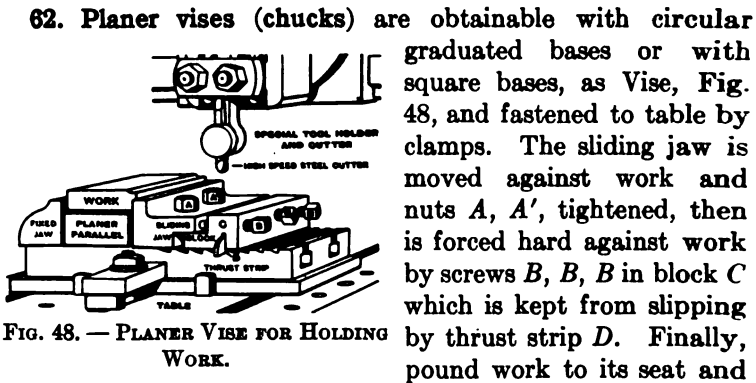 62. Planer vises (chucks) are obtainable with circular
graduated bases or with
square bases, as Vise, Fig.
48, and fastened to table by
clamps. The sliding jaw is
moved against work and
nuts A, A′, tightened, then
is forced hard against work
by screws B, B, B in block C
which is kept from slipping
by thrust strip D. Finally,
pound work to its seat and
SPECIAL TOOL HOLDER
AND CUTTER
HIGH SPEED STEEL CUTTER
WORK
FIXED
JAW
PLANER
PARALLEL
SLIDING
JAW
BLOCK
C
A
A′
B
B
B
D
THRUST STRIP
TABLE
FIG. 48. — PLANER VISE FOR HOLDING
WORK.